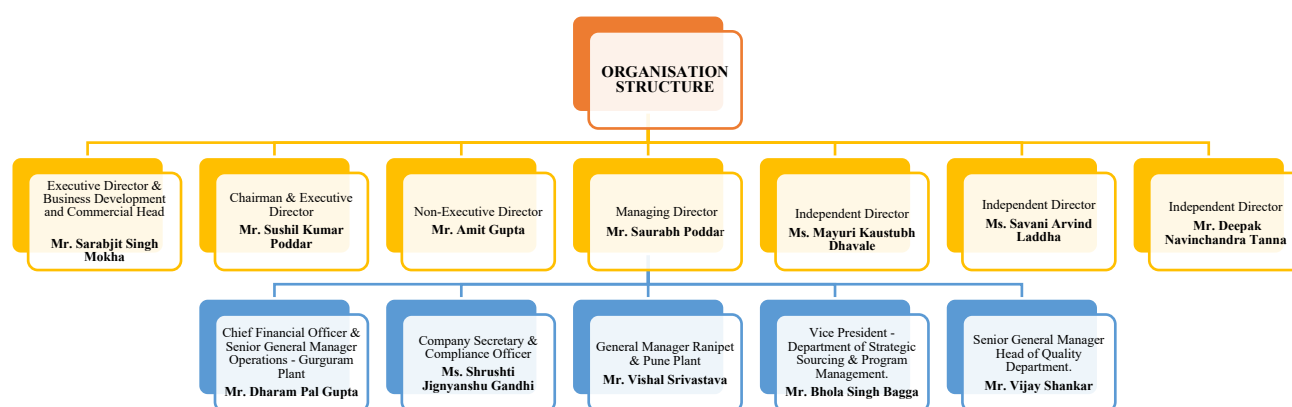 ORGANISATION
STRUCTURE
Executive Director &
Business Development
and Commercial Head
Mr. Sarabjit Singh
Mokha
Chairman & Executive
Director
Mr. Sushil Kumar
Poddar
Non-Executive Director
Mr. Amit Gupta
Managing Director
Mr. Saurabh Poddar
Independent Director
Ms. Mayuri Kaustubh
Dhavale
Independent Director
Ms. Savani Arvind
Laddha
Independent Director
Mr. Deepak
Navinchandra Tanna
Chief Financial Officer &
Senior General Manager
Operations - Gurguram
Plant
Mr. Dharam Pal Gupta
Company Secretary &
Compliance Officer
Ms. Shrushti
Jignyanshu Gandhi
General Manager Ranipet
& Pune Plant
Mr. Vishal Srivastava
Vice President -
Department of Strategic
Sourcing & Program
Management.
Mr. Bhola Singh Bagga
Senior General Manager
Head of Quality
Department.
Mr. Vijay Shankar